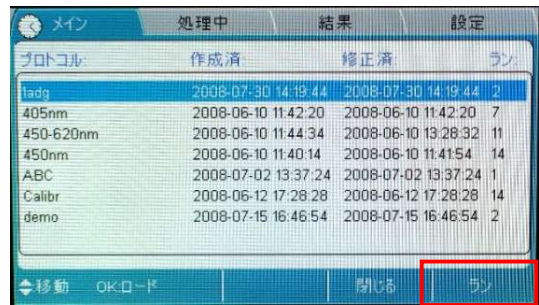 メイン 処理中 結果 設定
プロトコル: 作成済: 修正済: ラン:
1adg 2008-07-30 14:19:44 2008-07-30 14:19:44 2
405nm 2008-06-10 11:42:20 2008-06-10 11:42:20 7
450-620nm 2008-06-10 11:44:34 2008-06-10 13:28:32 11
450nm 2008-06-10 11:40:14 2008-06-10 11:41:54 14
ABC 2008-07-02 13:37:24 2008-07-02 13:37:24 1
Calibr 2008-06-12 17:28:28 2008-06-12 17:28:28 14
demo 2008-07-15 16:46:54 2008-07-15 16:46:54 2
移動 OK:ロード 閉じる ラン